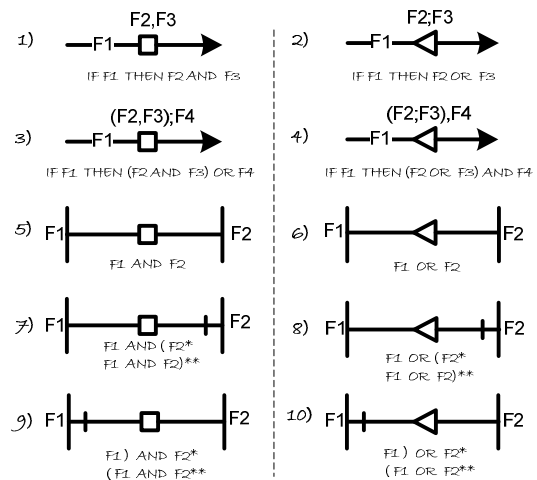 1) F2,F3
F1
IF F1 THEN F2 AND F3
2) F2;F3
F1
IF F1 THEN F2 OR F3
3) (F2,F3);F4
F1
IF F1 THEN (F2 AND F3) OR F4
4) (F2;F3),F4
F1
IF F1 THEN (F2 OR F3) AND F4
5) F1 F2
F1 AND F2
6) F1 F2
F1 OR F2
7) F1 F2
F1 AND (F2*
F1 AND F2)**
8) F1 F2
F1 OR (F2*
F1 OR F2)**
9) F1 F2
F1) AND F2*
(F1 AND F2**
10) F1 F2
F1) OR F2*
(F1 OR F2**